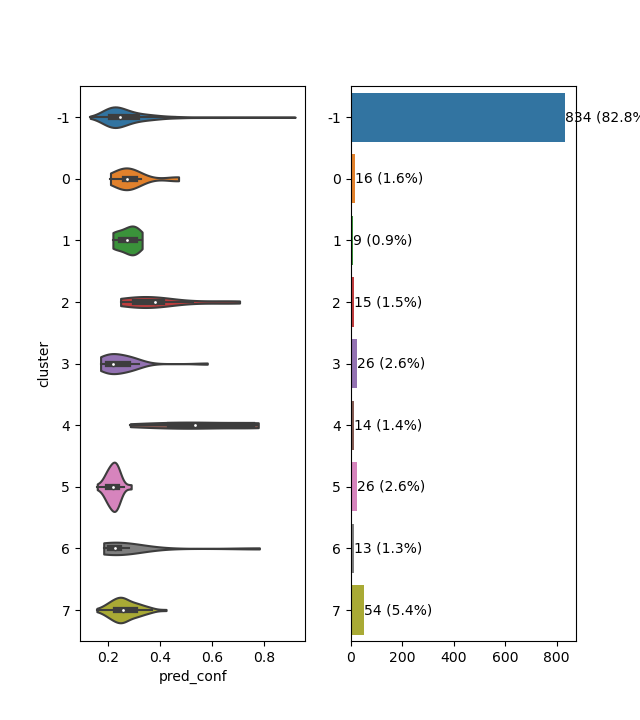 -1
0
1
2
3
4
5
6
7
cluster
0.2 0.4 0.6 0.8
pred_conf
-1 834 (82.8%
0 16 (1.6%)
1 9 (0.9%)
2 15 (1.5%)
3 26 (2.6%)
4 14 (1.4%)
5 26 (2.6%)
6 13 (1.3%)
7 54 (5.4%)
0 200 400 600 800